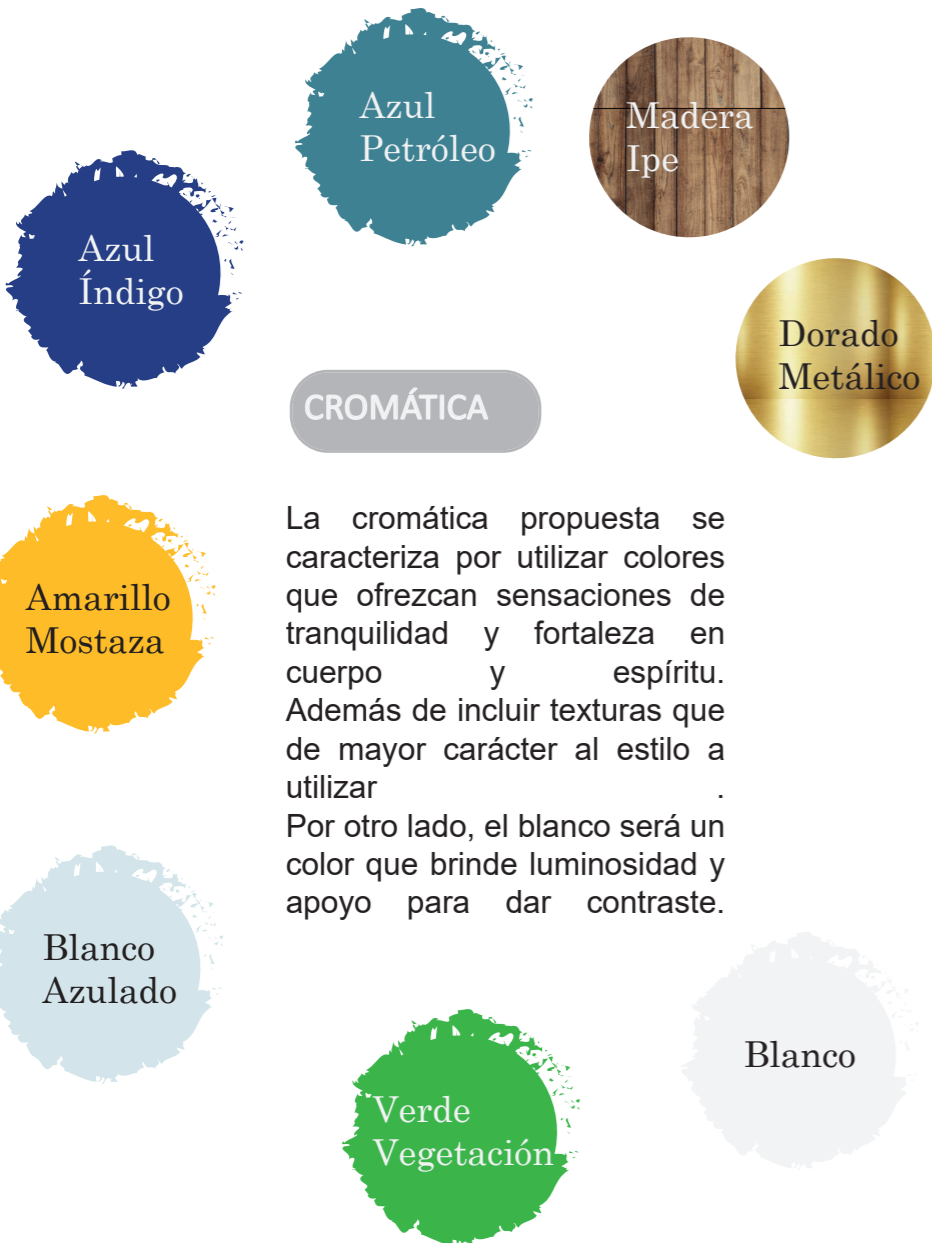 Azul
Petróleo
Madera
Ipe
Azul
Índigo
Dorado
Metálico
CROMÁTICA
La cromática propuesta se
caracteriza por utilizar colores
que ofrezcan sensaciones de
tranquilidad y fortaleza en
cuerpo y espíritu.
Además de incluir texturas que
de mayor carácter al estilo a
utilizar .
Por otro lado, el blanco será un
color que brinde luminosidad y
apoyo para dar contraste.
Amarillo
Mostaza
Blanco
Azulado
Blanco
Verde
Vegetación